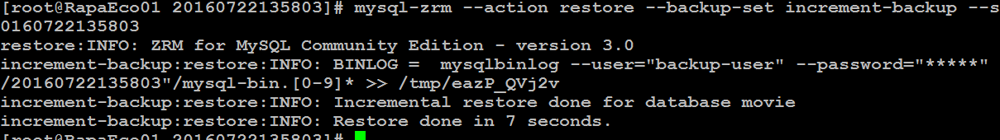 [root@RapaEco01 20160722135803]# mysql-zrm --action restore --backup-set increment-backup --s
0160722135803
restore:INFO: ZRM for MySQL Community Edition - version 3.0
increment-backup:restore:INFO: BINLOG =  mysqlbinlog --user="backup-user" --password="*****"
/20160722135803"/mysql-bin.[0-9]* >> /tmp/eazP_QVj2v
increment-backup:restore:INFO: Incremental restore done for database movie
increment-backup:restore:INFO: Restore done in 7 seconds.
[root@RapaEco01 20160722135803]#